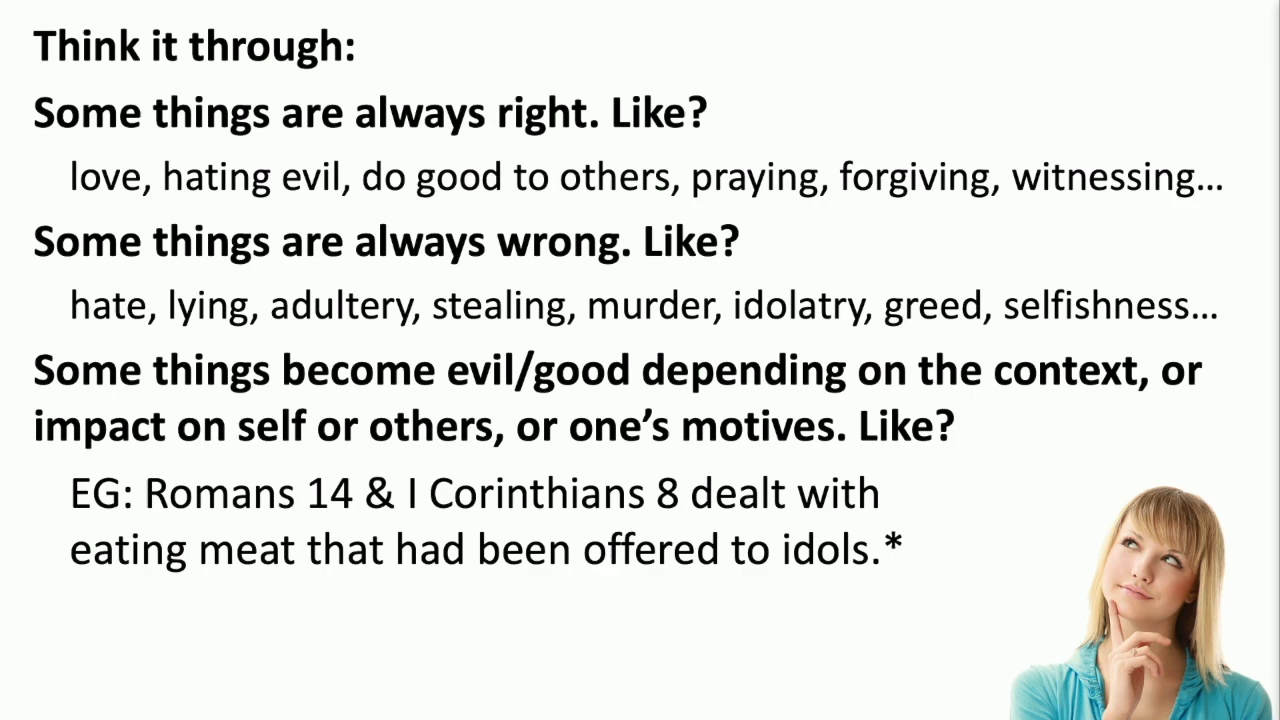 Think it through:
Some things are always right. Like?
love, hating evil, do good to others, praying, forgiving, witnessing…
Some things are always wrong. Like?
hate, lying, adultery, stealing, murder, idolatry, greed, selfishness…
Some things become evil/good depending on the context, or
impact on self or others, or one’s motives. Like?
EG: Romans 14 & I Corinthians 8 dealt with
eating meat that had been offered to idols.*